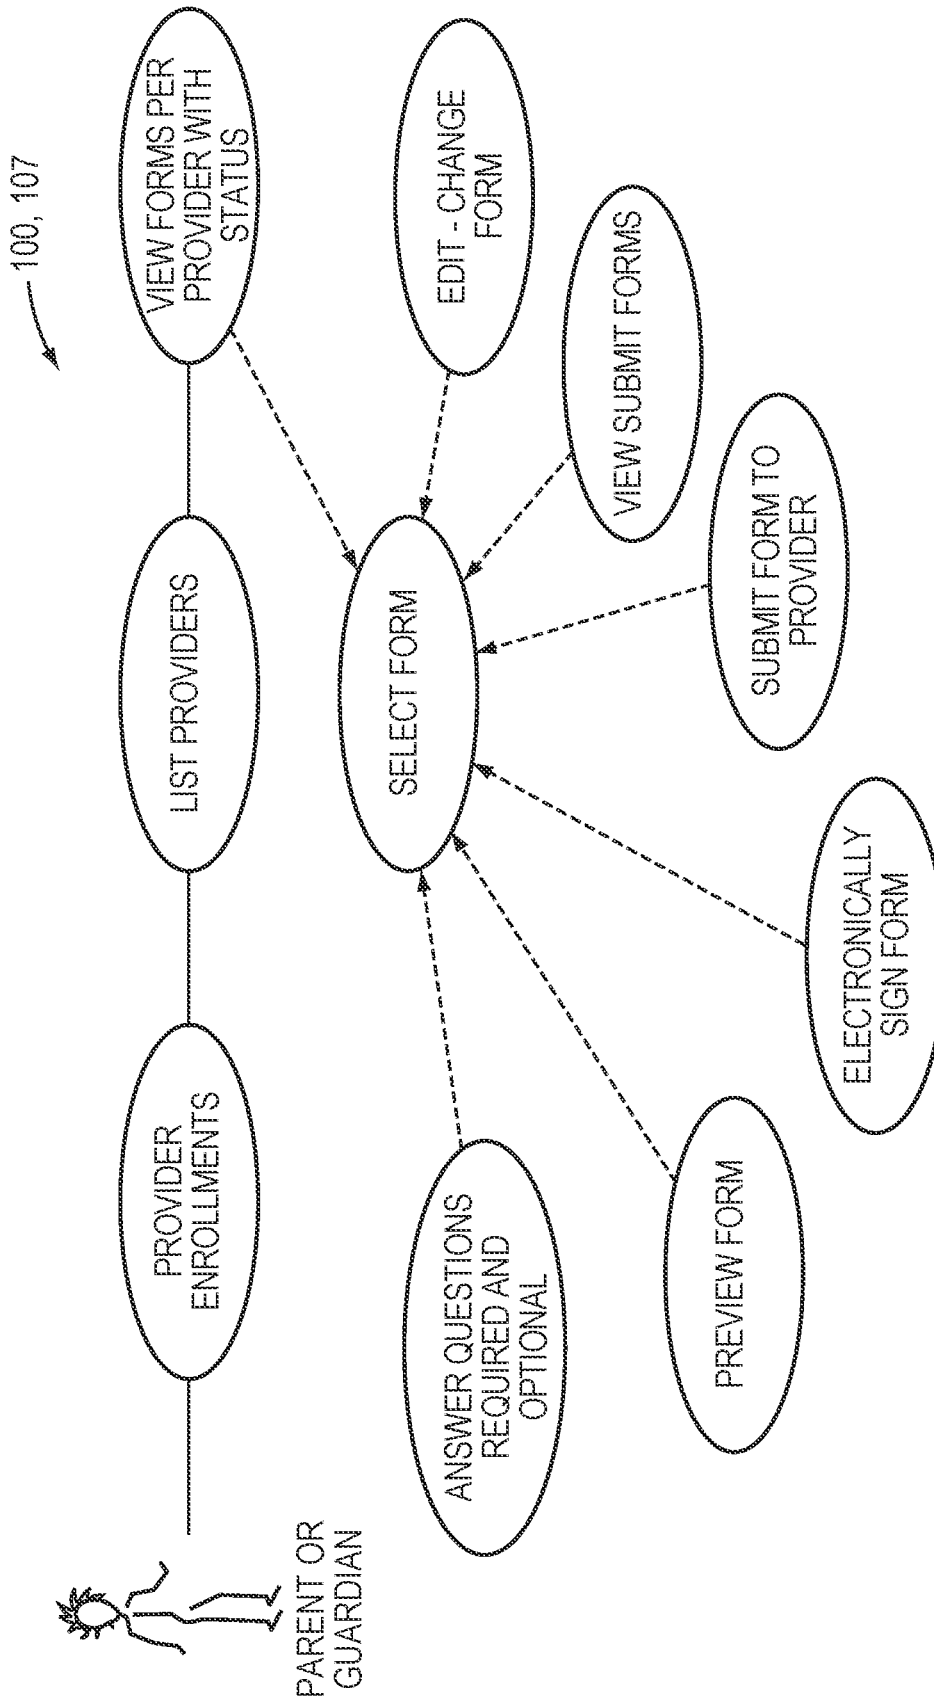 100, 107
PARENT OR
GUARDIAN
PROVIDER
ENROLLMENTS
LIST PROVIDERS
VIEW FORMS PER
PROVIDER WITH
STATUS
SELECT FORM
ANSWER QUESTIONS
REQUIRED AND
OPTIONAL
PREVIEW FORM
ELECTRONICALLY
SIGN FORM
SUBMIT FORM TO
PROVIDER
VIEW SUBMIT FORMS
EDIT - CHANGE
FORM